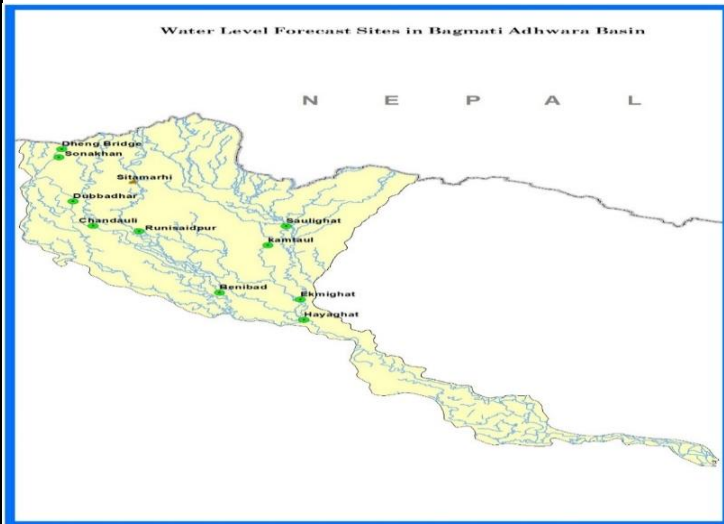 Water Level Forecast Sites in Bagmati Adhwara Basin
N E P A L
Dheng Bridge
Sonakhan
Sitamarhi
Dubbadhar
Chandauli
Runisaidpur
Saulighat
kamtaul
Benibad
Ekmighat
Hayaghat